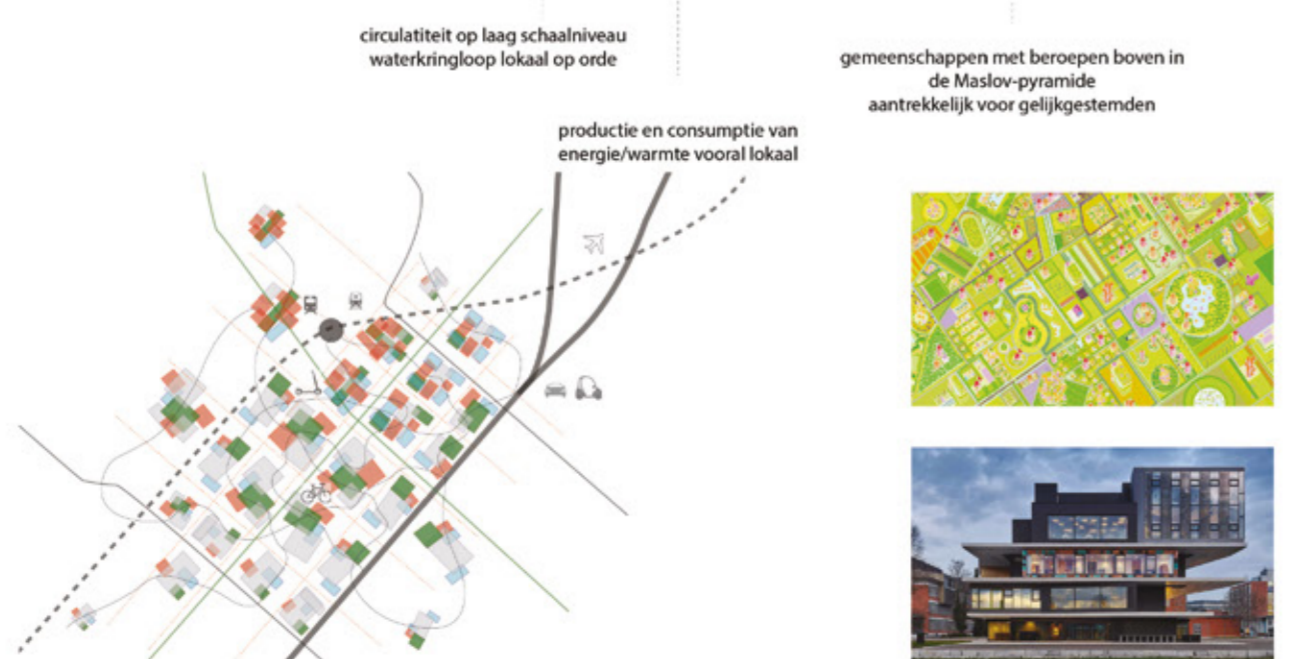 circulatiteit op laag schaalniveau
waterkringloop lokaal op orde
gemeenschappen met beroepen boven in
de Maslov-pyramide
aantrekkelijk voor gelijkgestemden
productie en consumptie van
energie/warmte vooral lokaal